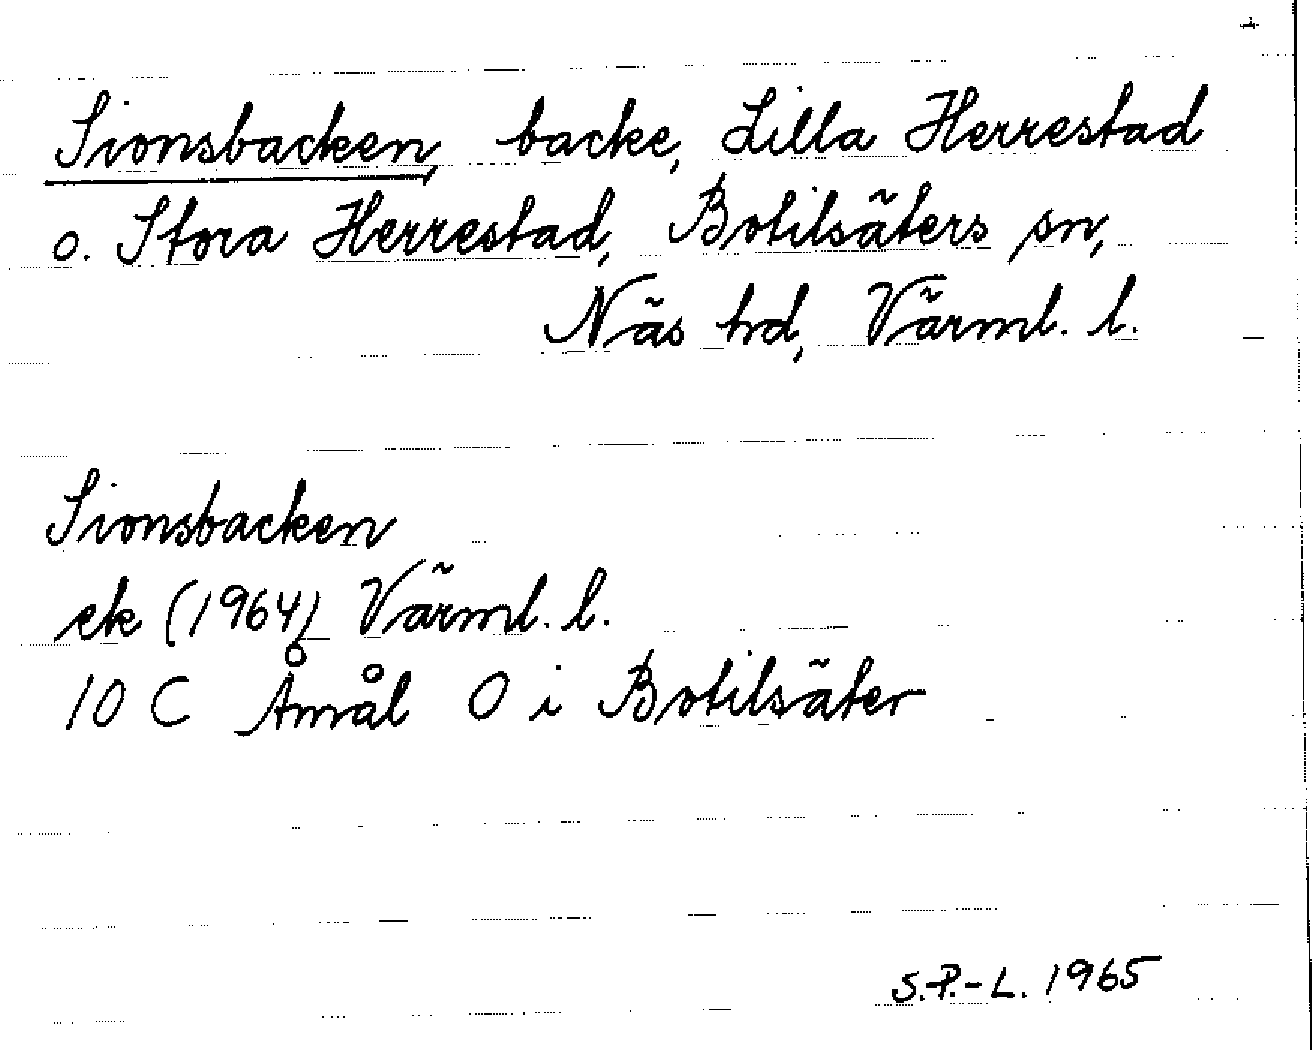 Sionsbacken, backe, Lilla Herrestad
o. Stora Herrestad, Botilsäters sn,
Näs hd, Värml. l.
Sionsbacken
ek (1964) Värml. l.
10 C Åmål O i Botilsäter
S.P.-L. 1965